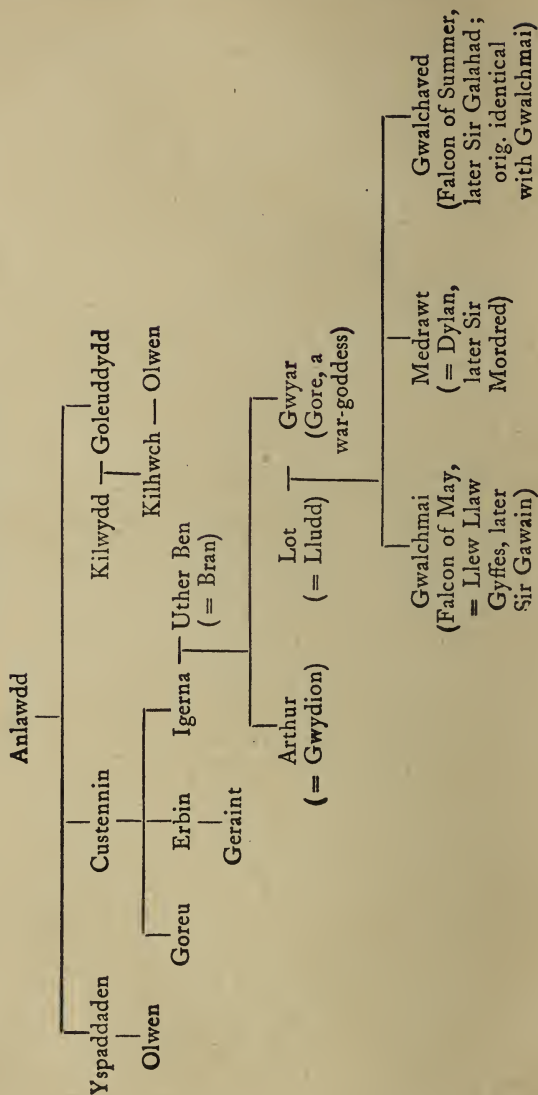 Anlawdd
Yspaddaden
Custennin
Kilwydd — Goleuddydd
Olwen
Kilhwch — Olwen
Goreu
Erbin
Igerna — Uther Ben
(= Bran)
Geraint
Arthur
(= Gwydion)
Lot
(= Lludd)
Gwyar
(Gore, a
war-goddess)
Gwalchmai
(Falcon of May,
= Llew Llaw
Gyffes, later
Sir Gawain)
Medrawt
(= Dylan,
later Sir
Mordred)
Gwalchaved
(Falcon of Summer,
later Sir Galahad;
orig. identical
with Gwalchmai)